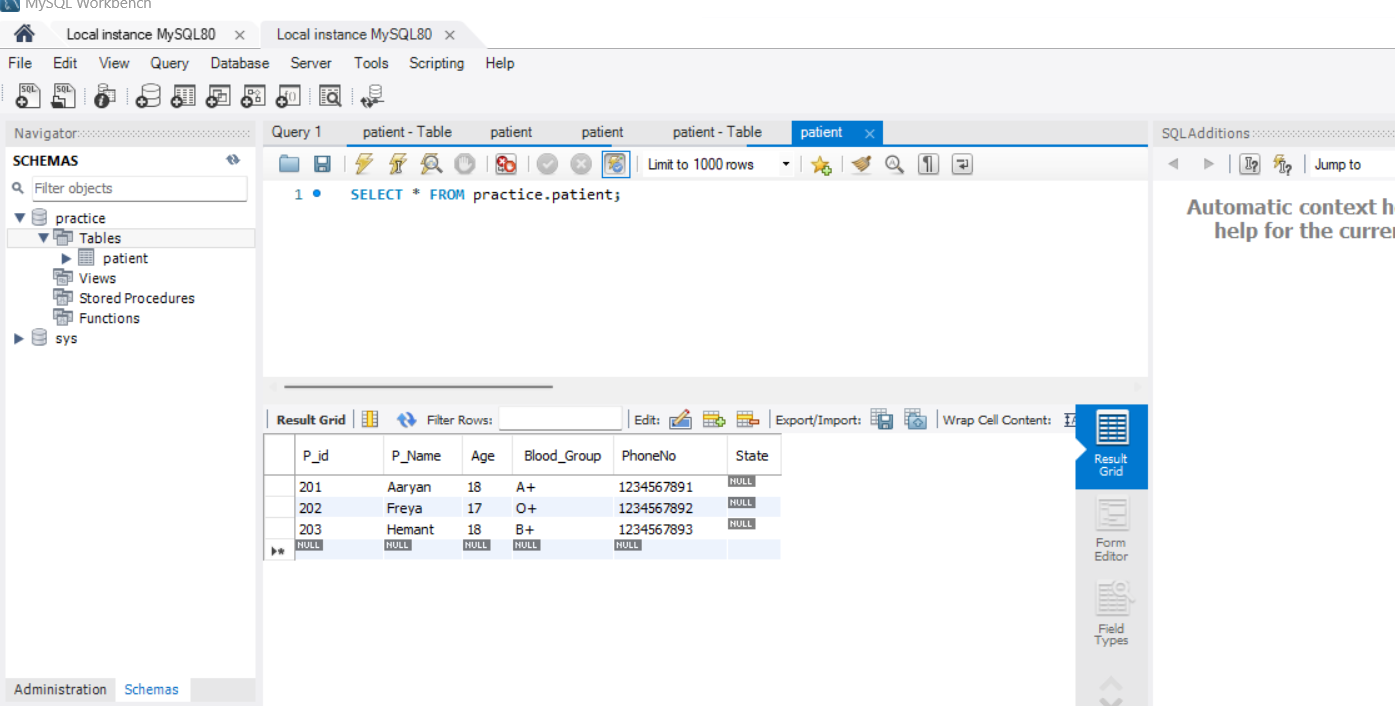 MySQL Workbench
Local instance MySQL80 Local instance MySQL80
File Edit View Query Database Server Tools Scripting Help
Navigator
SCHEMAS
Filter objects
practice
Tables
patient
Views
Stored Procedures
Functions
sys
Administration Schemas
Query 1 patient - Table patient patient patient - Table patient
Limit to 1000 rows
1 SELECT * FROM practice.patient;
Result Grid Filter Rows: Edit: Export/Import: Wrap Cell Content:
P_id P_Name Age Blood_Group PhoneNo State
201 Aaryan 18 A+ 1234567891 NULL
202 Freya 17 O+ 1234567892 NULL
203 Hemant 18 B+ 1234567893 NULL
NULL NULL NULL NULL NULL
Result
Grid
Form
Editor
Field
Types
SQLAdditions
Jump to
Automatic context
help for the